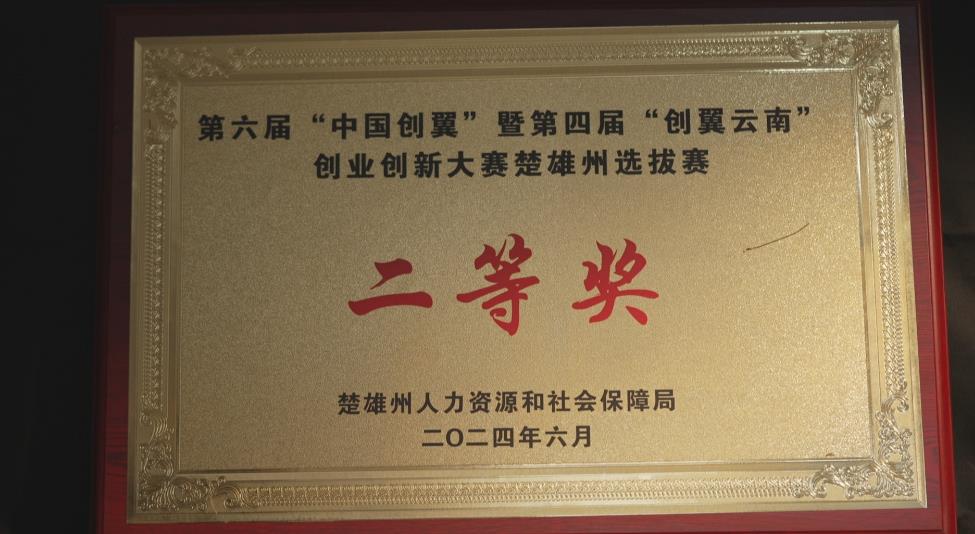 第六届“中国创翼”暨第四届“创翼云南”
创业创新大赛楚雄州选拔赛
二等奖
楚雄州人力资源和社会保障局
二〇二四年六月